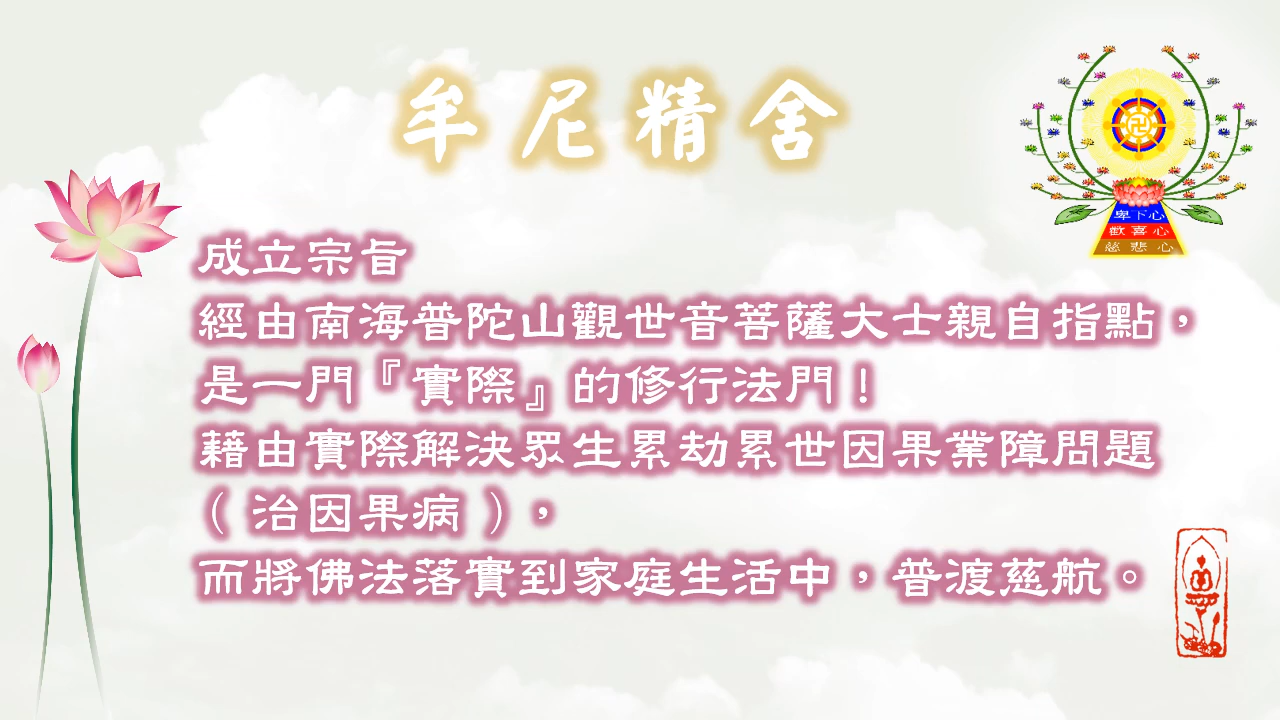 牟尼精舍
卑下心
歡喜心
慈悲心
成立宗旨
經由南海普陀山觀世音菩薩大士親自指點，
是一門『實際』的修行法門！
藉由實際解決眾生累劫累世因果業障問題
（治因果病），
而將佛法落實到家庭生活中，普渡慈航。